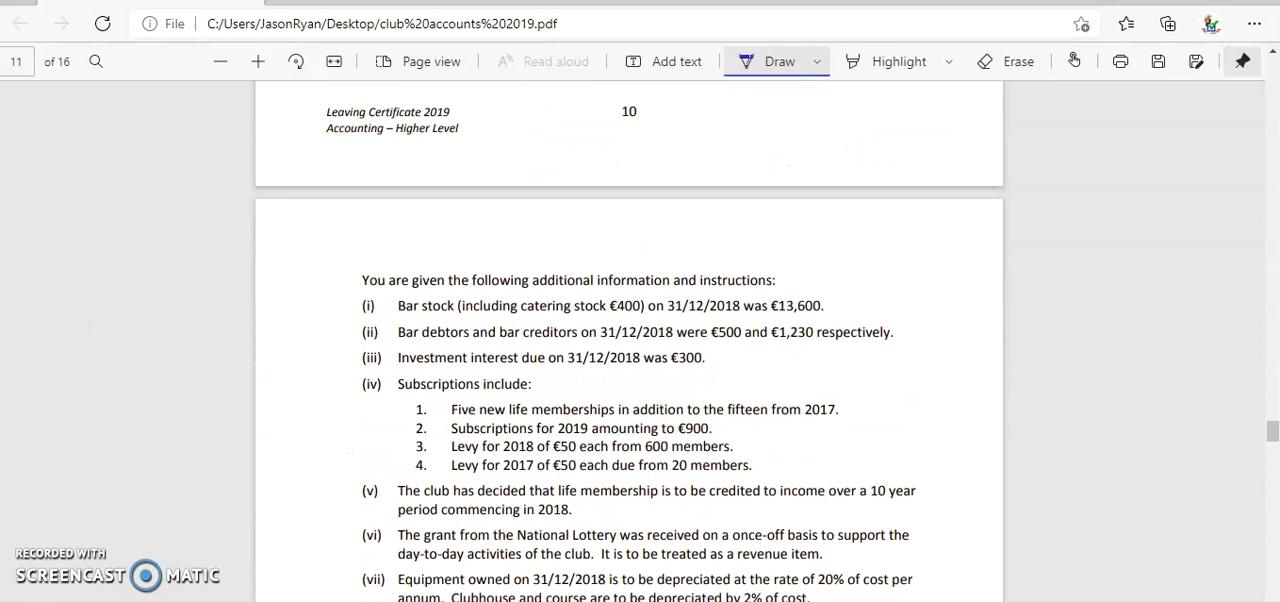 File C:/Users/JasonRyan/Desktop/club%20accounts%202019.pdf
11 of 16 Page view Read aloud Add text Draw Highlight Erase
Leaving Certificate 2019 10
Accounting – Higher Level
You are given the following additional information and instructions:
(i) Bar stock (including catering stock €400) on 31/12/2018 was €13,600.
(ii) Bar debtors and bar creditors on 31/12/2018 were €500 and €1,230 respectively.
(iii) Investment interest due on 31/12/2018 was €300.
(iv) Subscriptions include:
1. Five new life memberships in addition to the fifteen from 2017.
2. Subscriptions for 2019 amounting to €900.
3. Levy for 2018 of €50 each from 600 members.
4. Levy for 2017 of €50 each due from 20 members.
(v) The club has decided that life membership is to be credited to income over a 10 year
period commencing in 2018.
(vi) The grant from the National Lottery was received on a once-off basis to support the
day-to-day activities of the club. It is to be treated as a revenue item.
(vii) Equipment owned on 31/12/2018 is to be depreciated at the rate of 20% of cost per
annum. Clubhouse and course are to be depreciated by 2% of cost.
RECORDED WITH
SCREENCAST MATIC